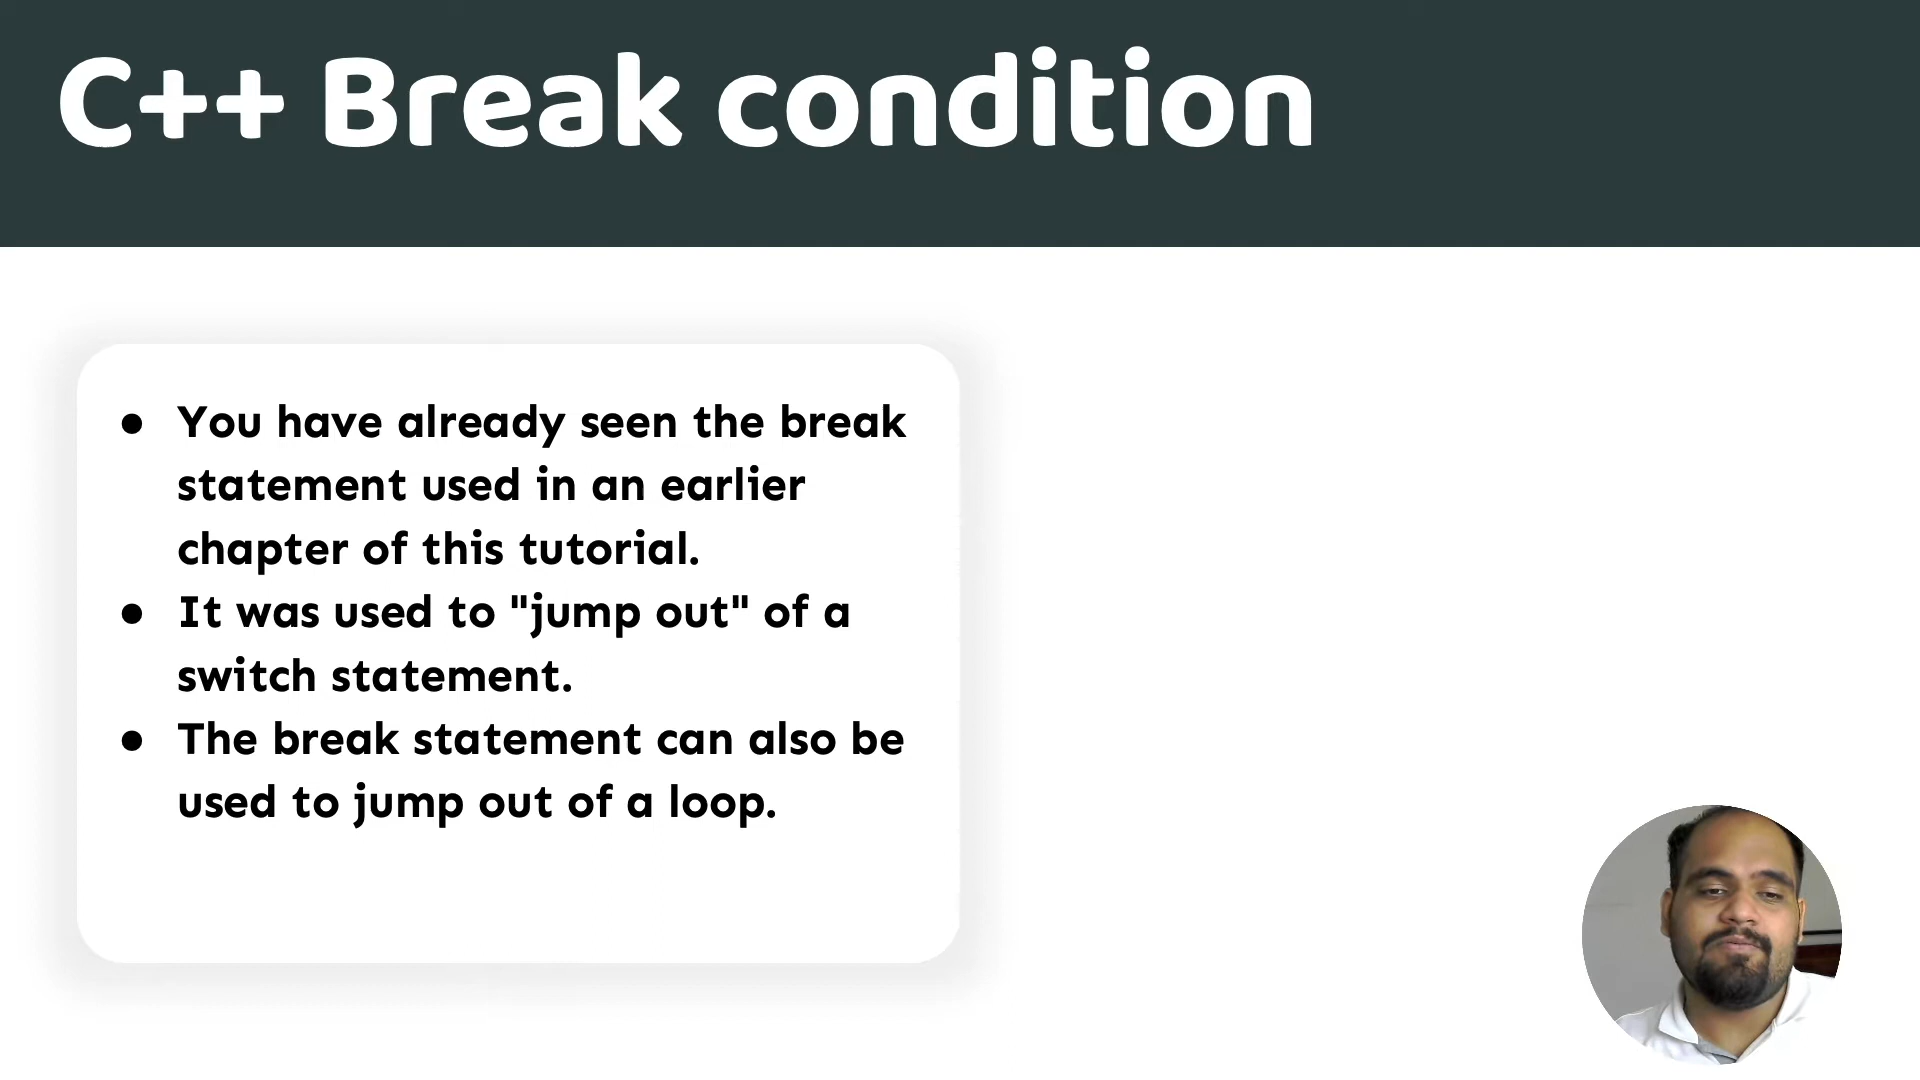 C++ Break condition
● You have already seen the break
statement used in an earlier
chapter of this tutorial.
● It was used to "jump out" of a
switch statement.
● The break statement can also be
used to jump out of a loop.